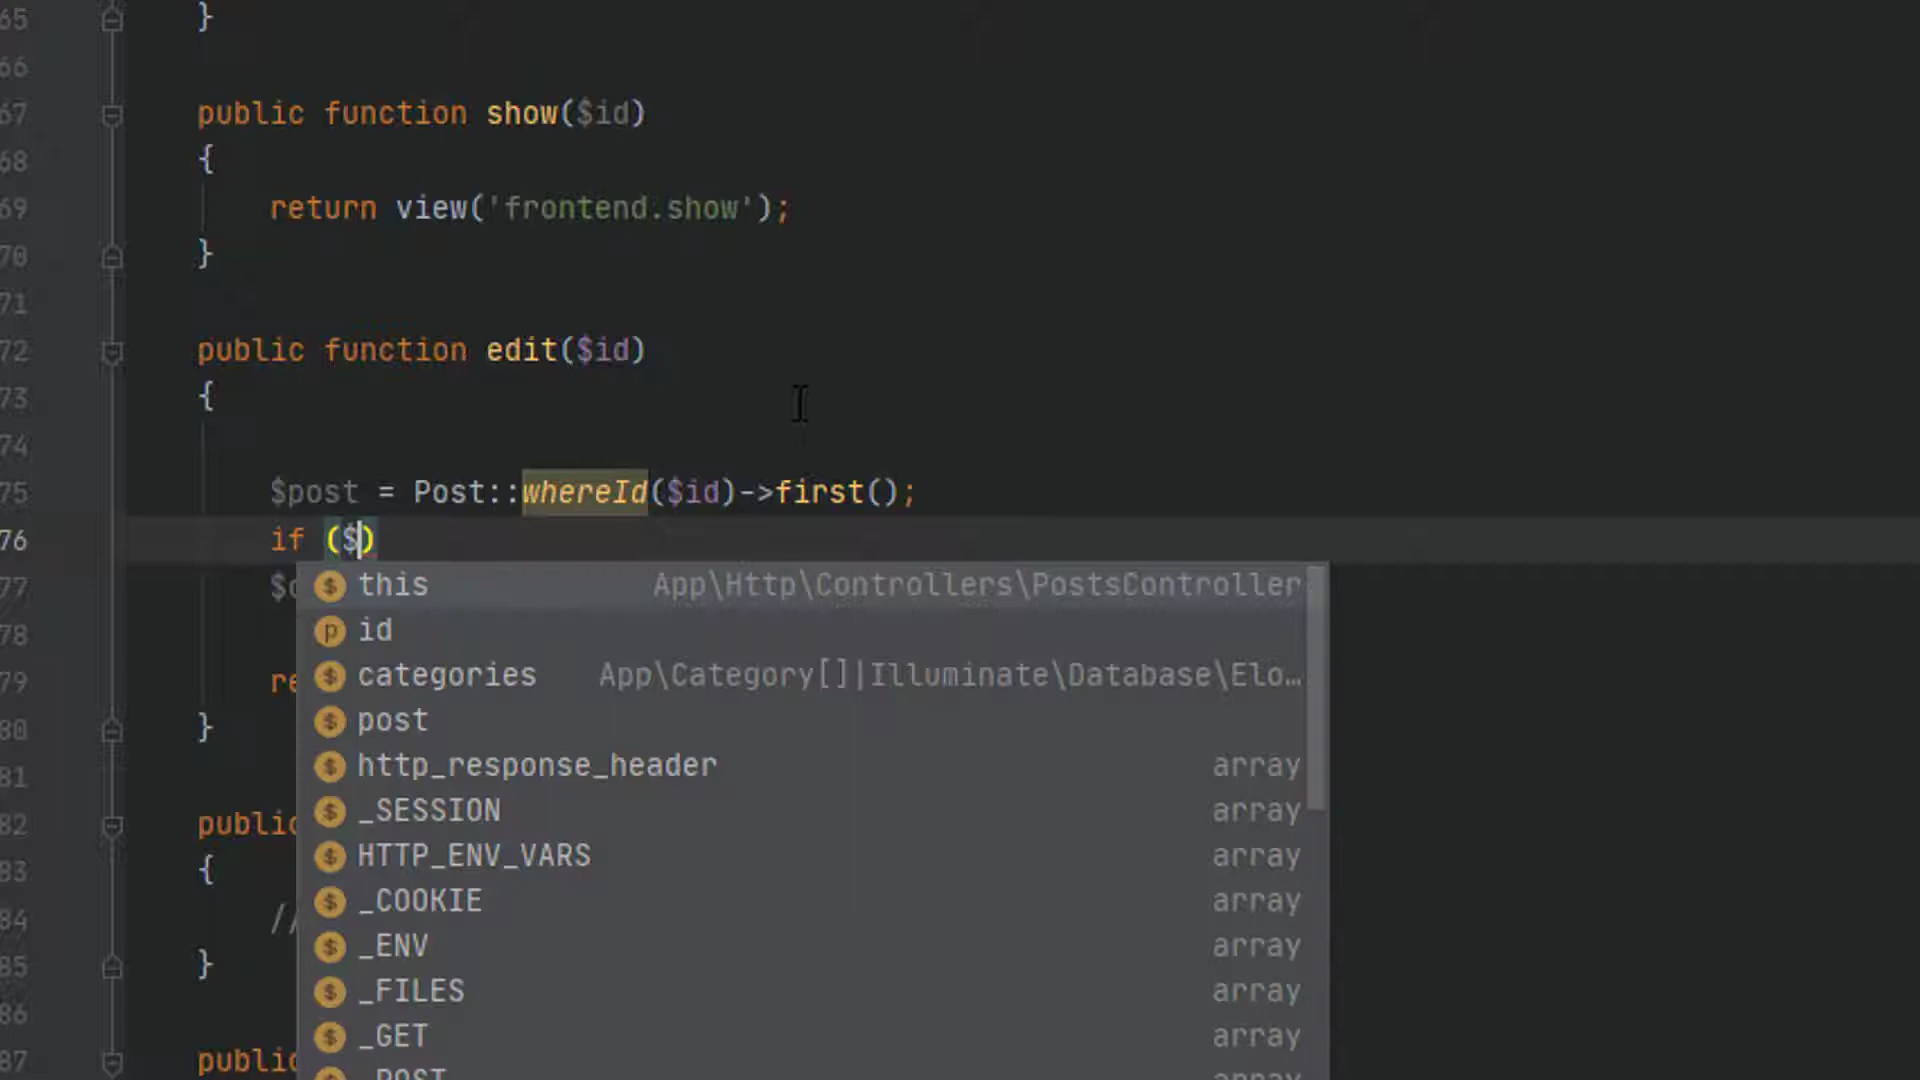 65 }
66
67 public function show($id)
68 {
69 return view('frontend.show');
70 }
71
72 public function edit($id)
73 {
74
75 $post = Post::whereId($id)->first();
76 if ($)
77 $c
this App\Http\Controllers\PostsController
78
id
79 re
categories App\Category[]|Illuminate\Database\Elo…
80 }
post
81
http_response_header array
82 public
_SESSION array
83 {
HTTP_ENV_VARS array
84 //
_COOKIE array
85 }
_ENV array
86
_FILES array
87 public
_GET array
_POST